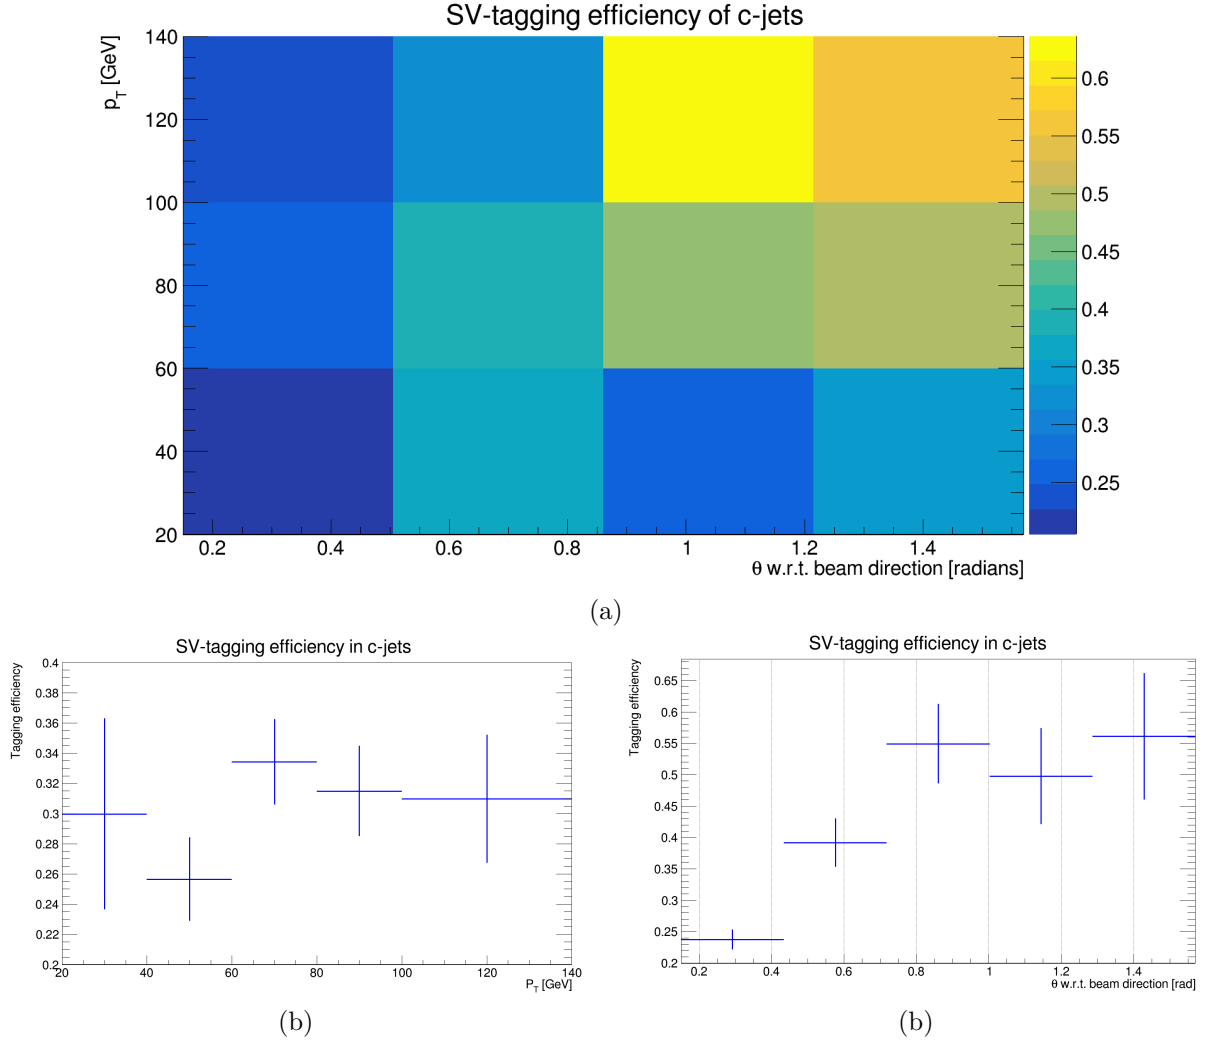 SV-tagging efficiency of c-jets
p_T [GeV]
140
120
100
80
60
40
20
0.2 0.4 0.6 0.8 1 1.2 1.4
θ w.r.t. beam direction [radians]
0.6
0.55
0.5
0.45
0.4
0.35
0.3
0.25
(a)
SV-tagging efficiency in c-jets
Tagging efficiency
0.4
0.38
0.36
0.34
0.32
0.3
0.28
0.26
0.24
0.22
0.2
20 40 60 80 100 120 140
P_T [GeV]
(b)
SV-tagging efficiency in c-jets
Tagging efficiency
0.65
0.6
0.55
0.5
0.45
0.4
0.35
0.3
0.25
0.2
0.2 0.4 0.6 0.8 1 1.2 1.4
θ w.r.t. beam direction [rad]
(b)